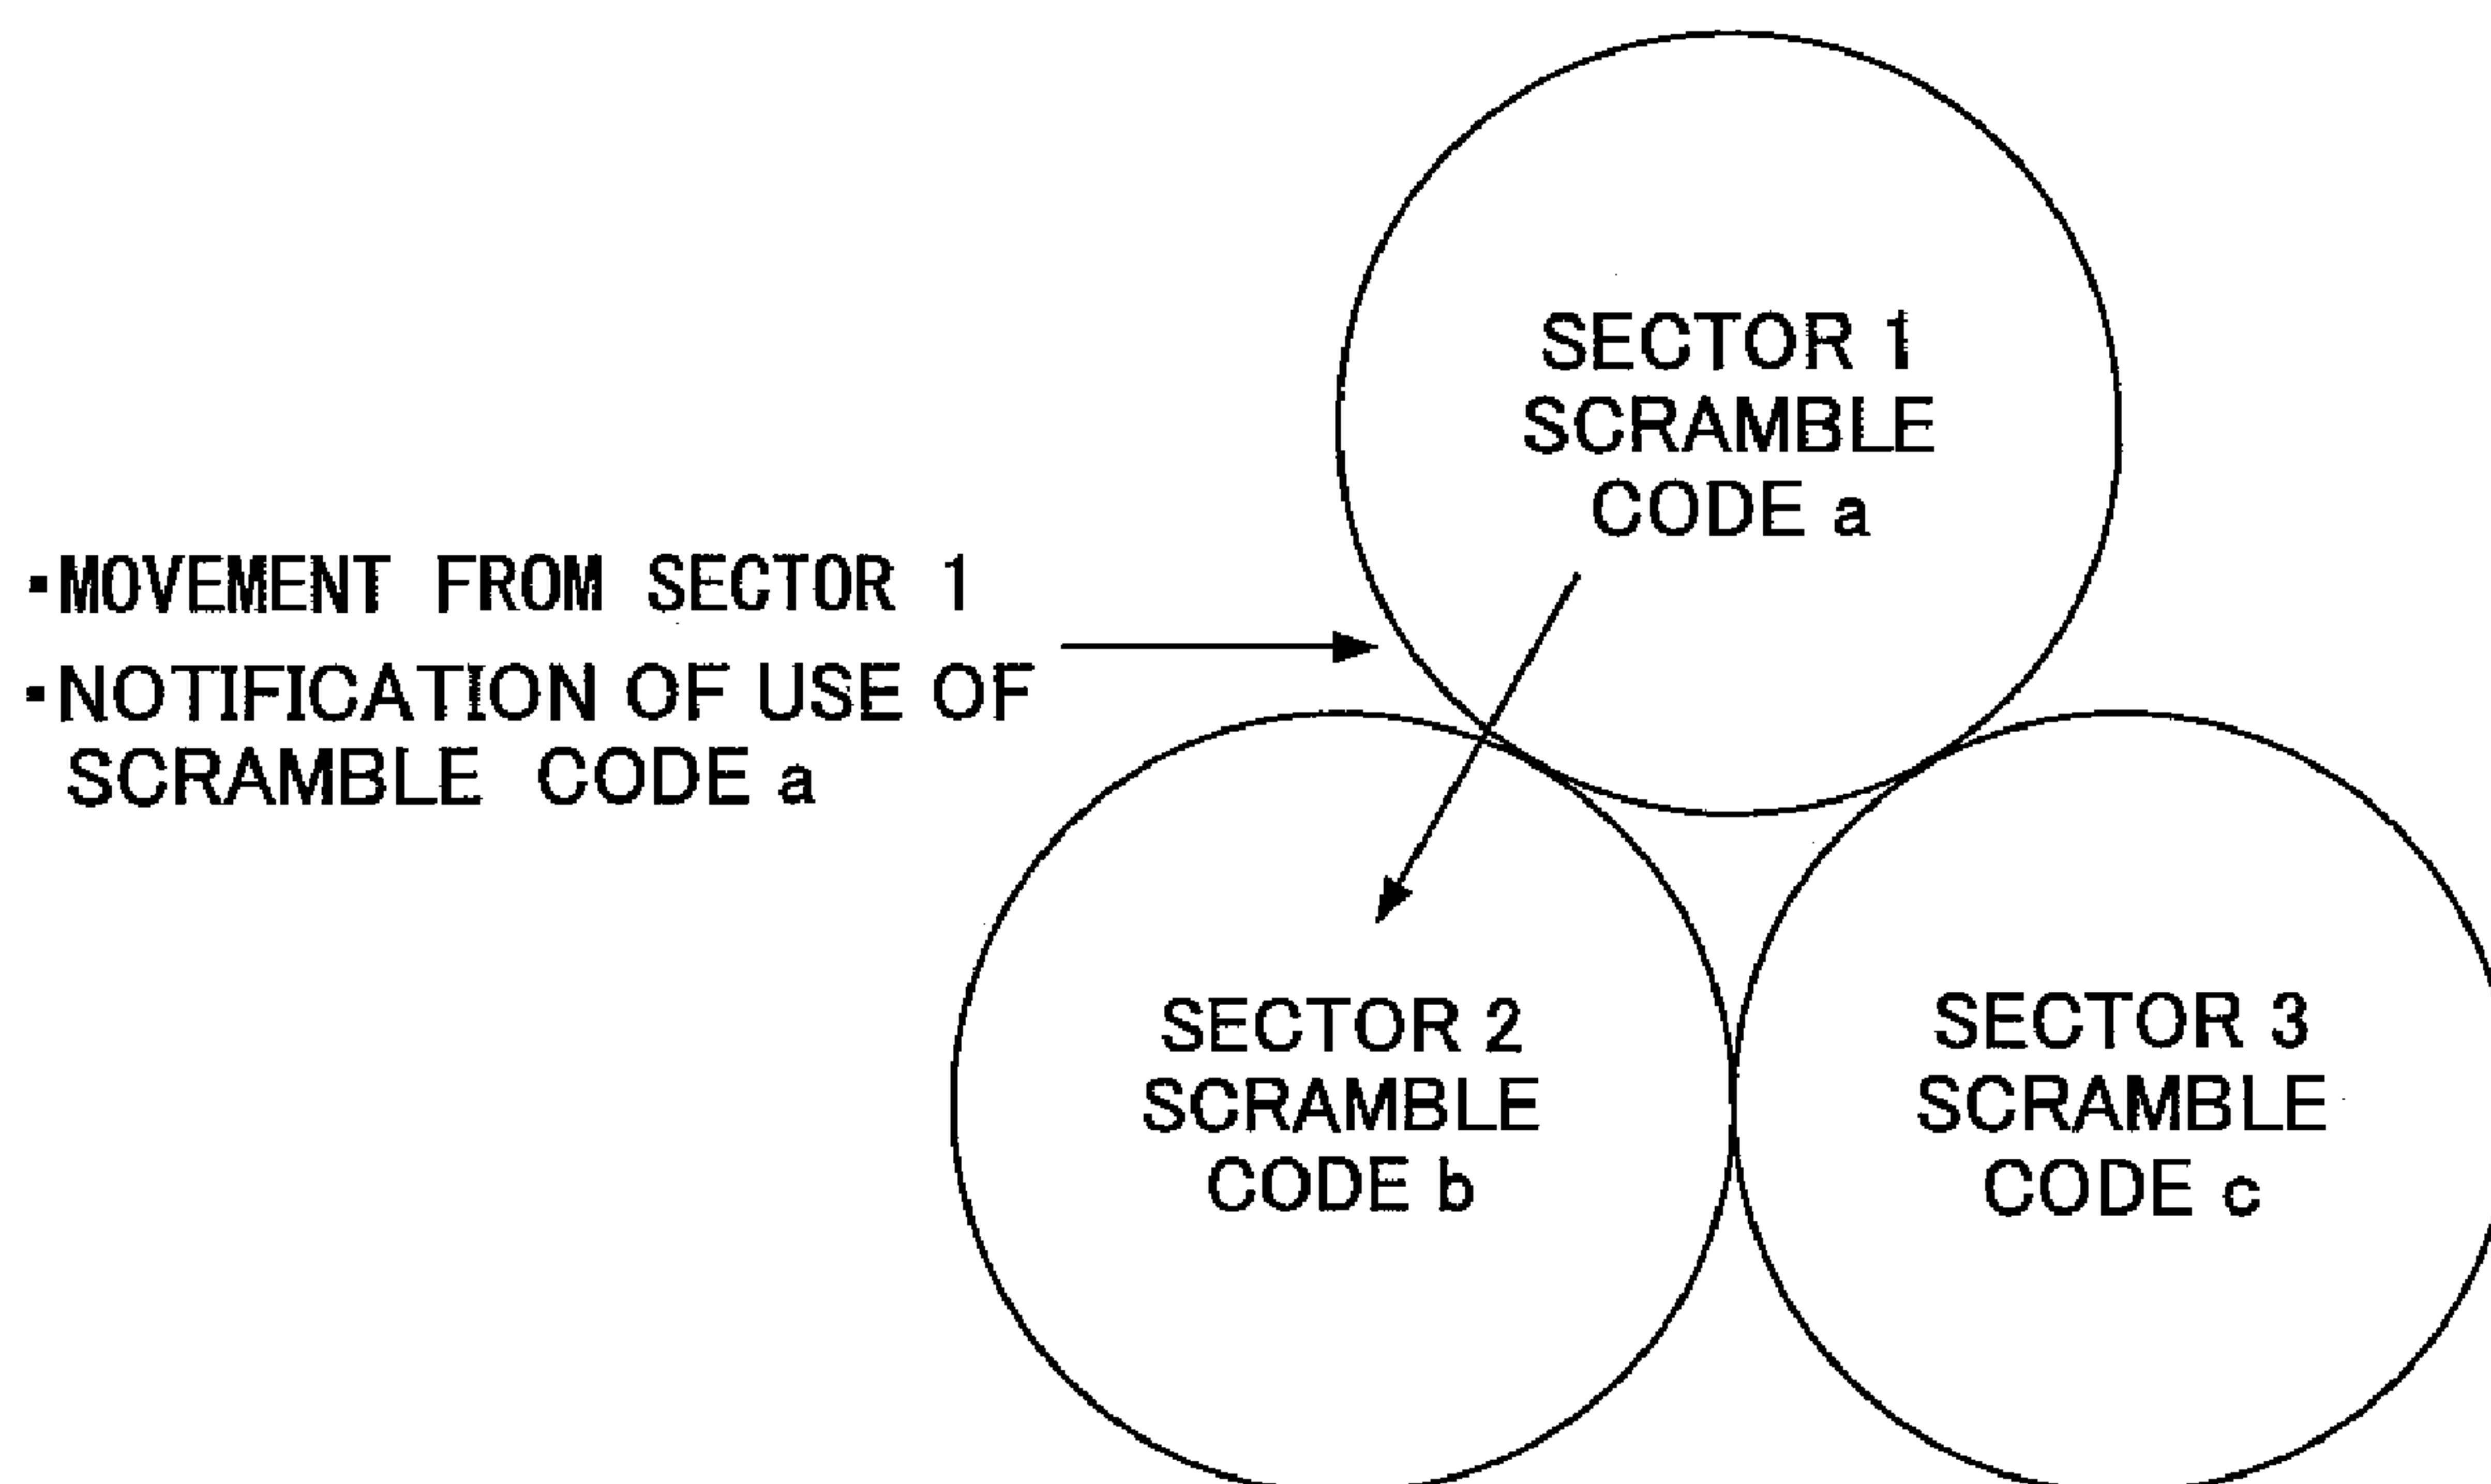 SECTOR 1
SCRAMBLE
CODE a
・MOVEMENT FROM SECTOR 1
・NOTIFICATION OF USE OF
SCRAMBLE CODE a
SECTOR 2
SCRAMBLE
CODE b
SECTOR 3
SCRAMBLE
CODE c